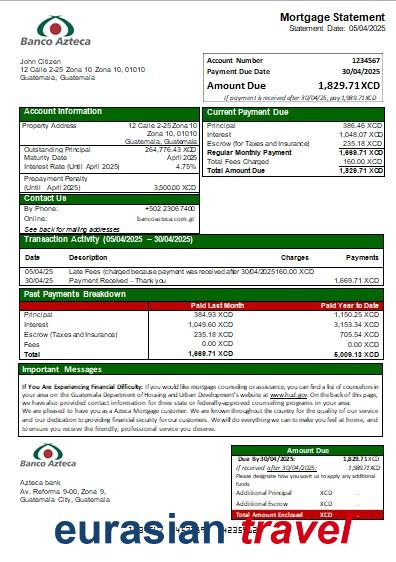 Mortgage Statement
Statement Date: 05/04/2025
Banco Azteca
John Citizen
12 Calle 2-25 Zona 10 Zona 10, 01010
Guatemala, Guatemala
Account Number 1234567
Payment Due Date 30/04/2025
Amount Due 1,829.71XCD
If payment is received after 30/04/25, pay 1,989.71XCD
Account Information
Property Address 12 Calle 2-25 Zona 10
Zona 10, 01010
Guatemala, Guatemala
Outstanding Principal 264,776.43 XCD
Maturity Date April 2025
Interest Rate (Until April 2025) 4.75%
Prepayment Penalty
(Until April 2025) 3,500.00 XCD
Contact Us
By Phone: +502 23067400
Online: bancoazteca.com.gt
See back for mailing addresses
Current Payment Due
Principal 386.46 XCD
Interest 1,048.07 XCD
Escrow (for Taxes and Insurance) 235.18 XCD
Regular Monthly Payment 1,669.71 XCD
Total Fees Charged 160.00 XCD
Total Amount Due 1,829.71 XCD
Transaction Activity (05/04/2025 – 30/04/2025)
Date Description Charges Payments
05/04/25 Late Fees (charged because payment was received after 30/04/2025160.00 XCD
30/04/25 Payment Received – Thank you 1,669.71 XCD
Past Payments Breakdown
Paid Last Month Paid Year to Date
Principal 384.93 XCD 1,150.25 XCD
Interest 1,049.60 XCD 3,153.34 XCD
Escrow (Taxes and Insurance) 235.18 XCD 705.54 XCD
Fees 0.00 XCD 0.00 XCD
Total 1,669.71 XCD 5,009.13 XCD
Important Messages
If You Are Experiencing Financial Difficulty: If you would like mortgage counseling or assistance, you can find a list of counselors in
your area on the Guatemala Department of Housing and Urban Development's website at www.hud.gov. On the back of this page,
we have also provided contact information for three state or federally-approved counseling programs in your area:
We are pleased to have you as a Azteca Mortgage customer. We are known throughout the country for the quality of our service
and our dedication to providing financial security for our customers. We will do everything we can to make you feel at home, and
to ensure you receive the friendly, professional service you deserve.
Banco Azteca
Azteca bank
Av. Reforma 9-00, Zona 9,
Guatemala City, Guatemala
Amount Due
Due By 30/04/2025: 1,829.71XCD
If received after 30/04/2025: 1,989.71XCD
Please designate how you want us to apply any additional
funds.
Additional Principal XCD .
Additional Escrow XCD .
Total Amount Enclosed XCD .
eurasian travel